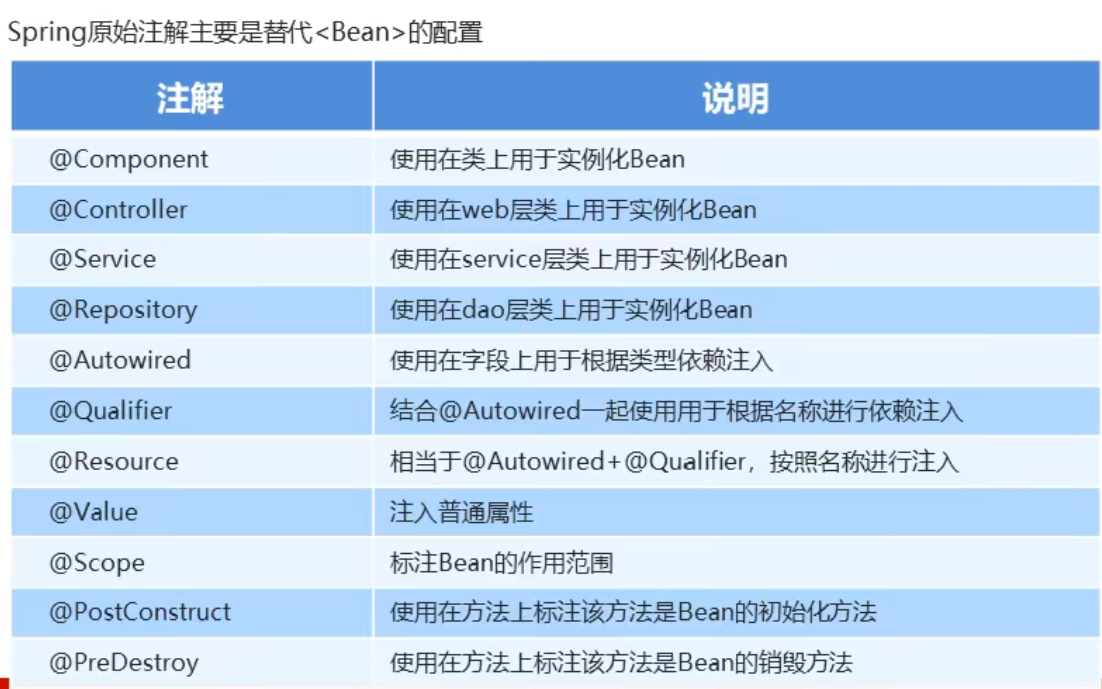 Spring原始注解主要是替代<Bean>的配置
注解 说明
@Component 使用在类上用于实例化Bean
@Controller 使用在web层类上用于实例化Bean
@Service 使用在service层类上用于实例化Bean
@Repository 使用在dao层类上用于实例化Bean
@Autowired 使用在字段上用于根据类型依赖注入
@Qualifier 结合@Autowired一起使用用于根据名称进行依赖注入
@Resource 相当于@Autowired+@Qualifier，按照名称进行注入
@Value 注入普通属性
@Scope 标注Bean的作用范围
@PostConstruct 使用在方法上标注该方法是Bean的初始化方法
@PreDestroy 使用在方法上标注该方法是Bean的销毁方法